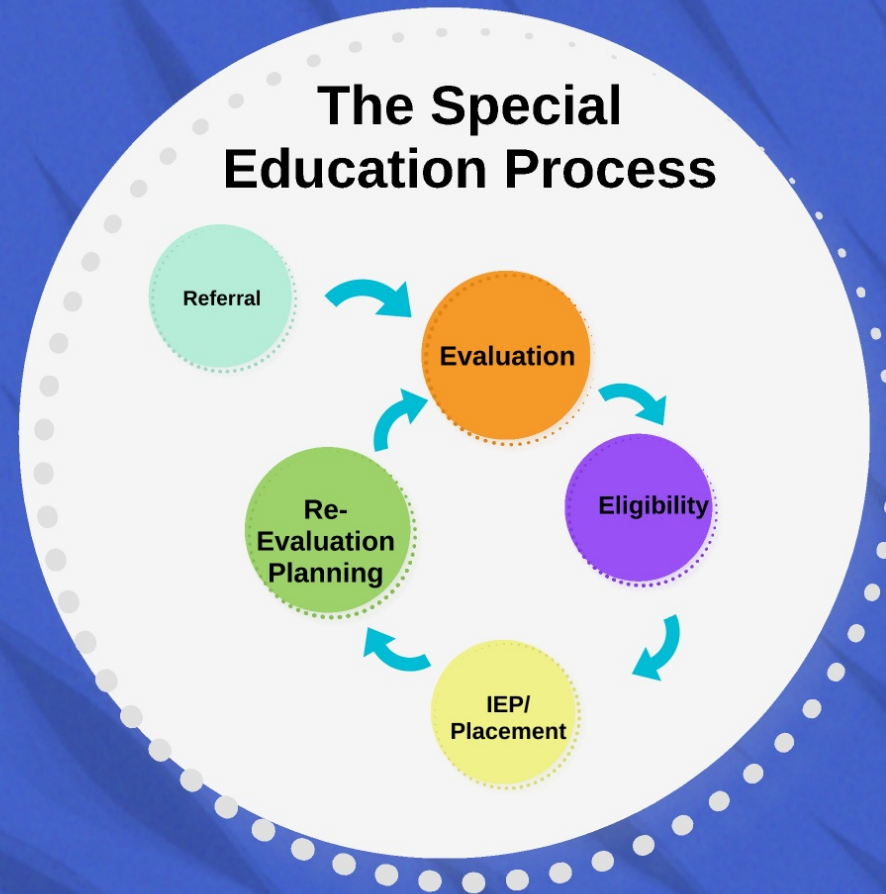 The Special
Education Process
Referral
Evaluation
Eligibility
IEP/
Placement
Re-
Evaluation
Planning